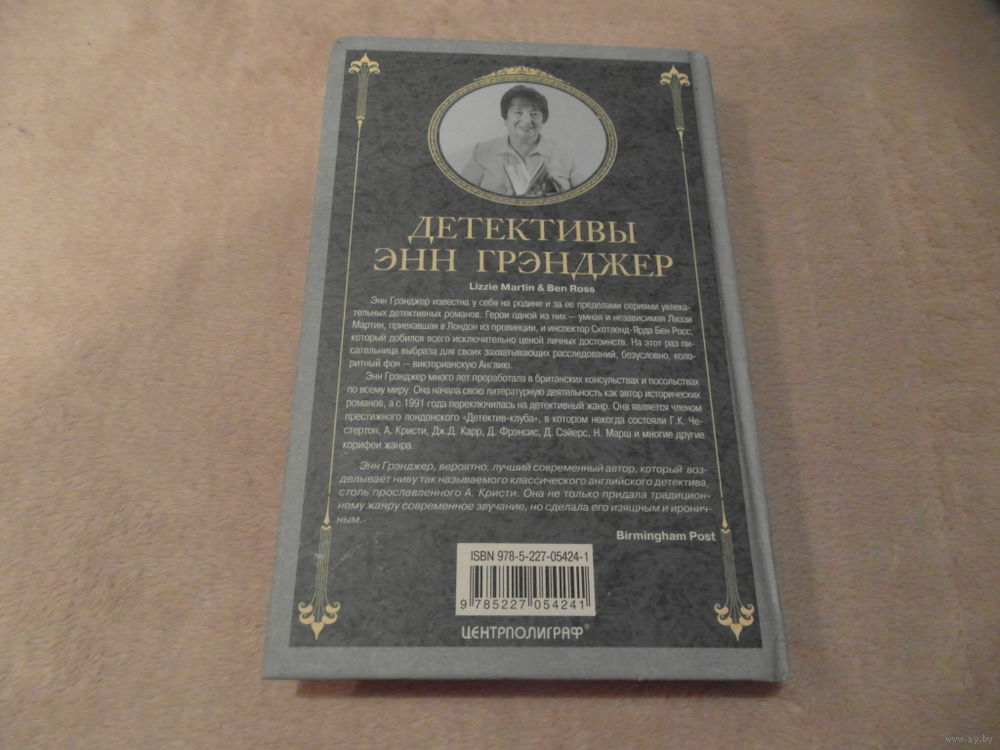 ДЕТЕКТИВЫ
ЭНН ГРЭНДЖЕР
Lizzie Martin & Ben Ross
Энн Грэнджер известна у себя на родине и за ее пределами сериями увлека-
тельных детективных романов. Герои одной из них – умная и независимая Лиззи
Мартин, приехавшая в Лондон из провинции, и инспектор Скотленд-Ярда Бен Росс,
который добился всего исключительно ценой личных достоинств. На этот раз пи-
сательница выбрала для своих захватывающих расследований, безусловно, коло-
ритный фон – викторианскую Англию.
Энн Грэнджер много лет проработала в британских консульствах и посольствах
по всему миру. Она начала свою литературную деятельность как автор исторических
романов, а с 1991 года переключилась на детективный жанр. Она является членом
престижного лондонского «Детектив-клуба», в котором некогда состояли Г.К. Че-
стертон, А. Кристи, Дж.Д. Карр, Д. Фрэнсис, Д. Сэйерс, Н. Марш и многие другие
корифеи жанра.
Энн Грэнджер, вероятно, лучший современный автор, который воз-
делывает ниву так называемого классического английского детектива,
столь прославленного А. Кристи. Она не только придала традицион-
ному жанру современное звучание, но сделала его изящным и иронич-
ным.
Birmingham Post
ISBN 978-5-227-05424-1
9 785227 054241
ЦЕНТРПОЛИГРАФ®
www.ay.by